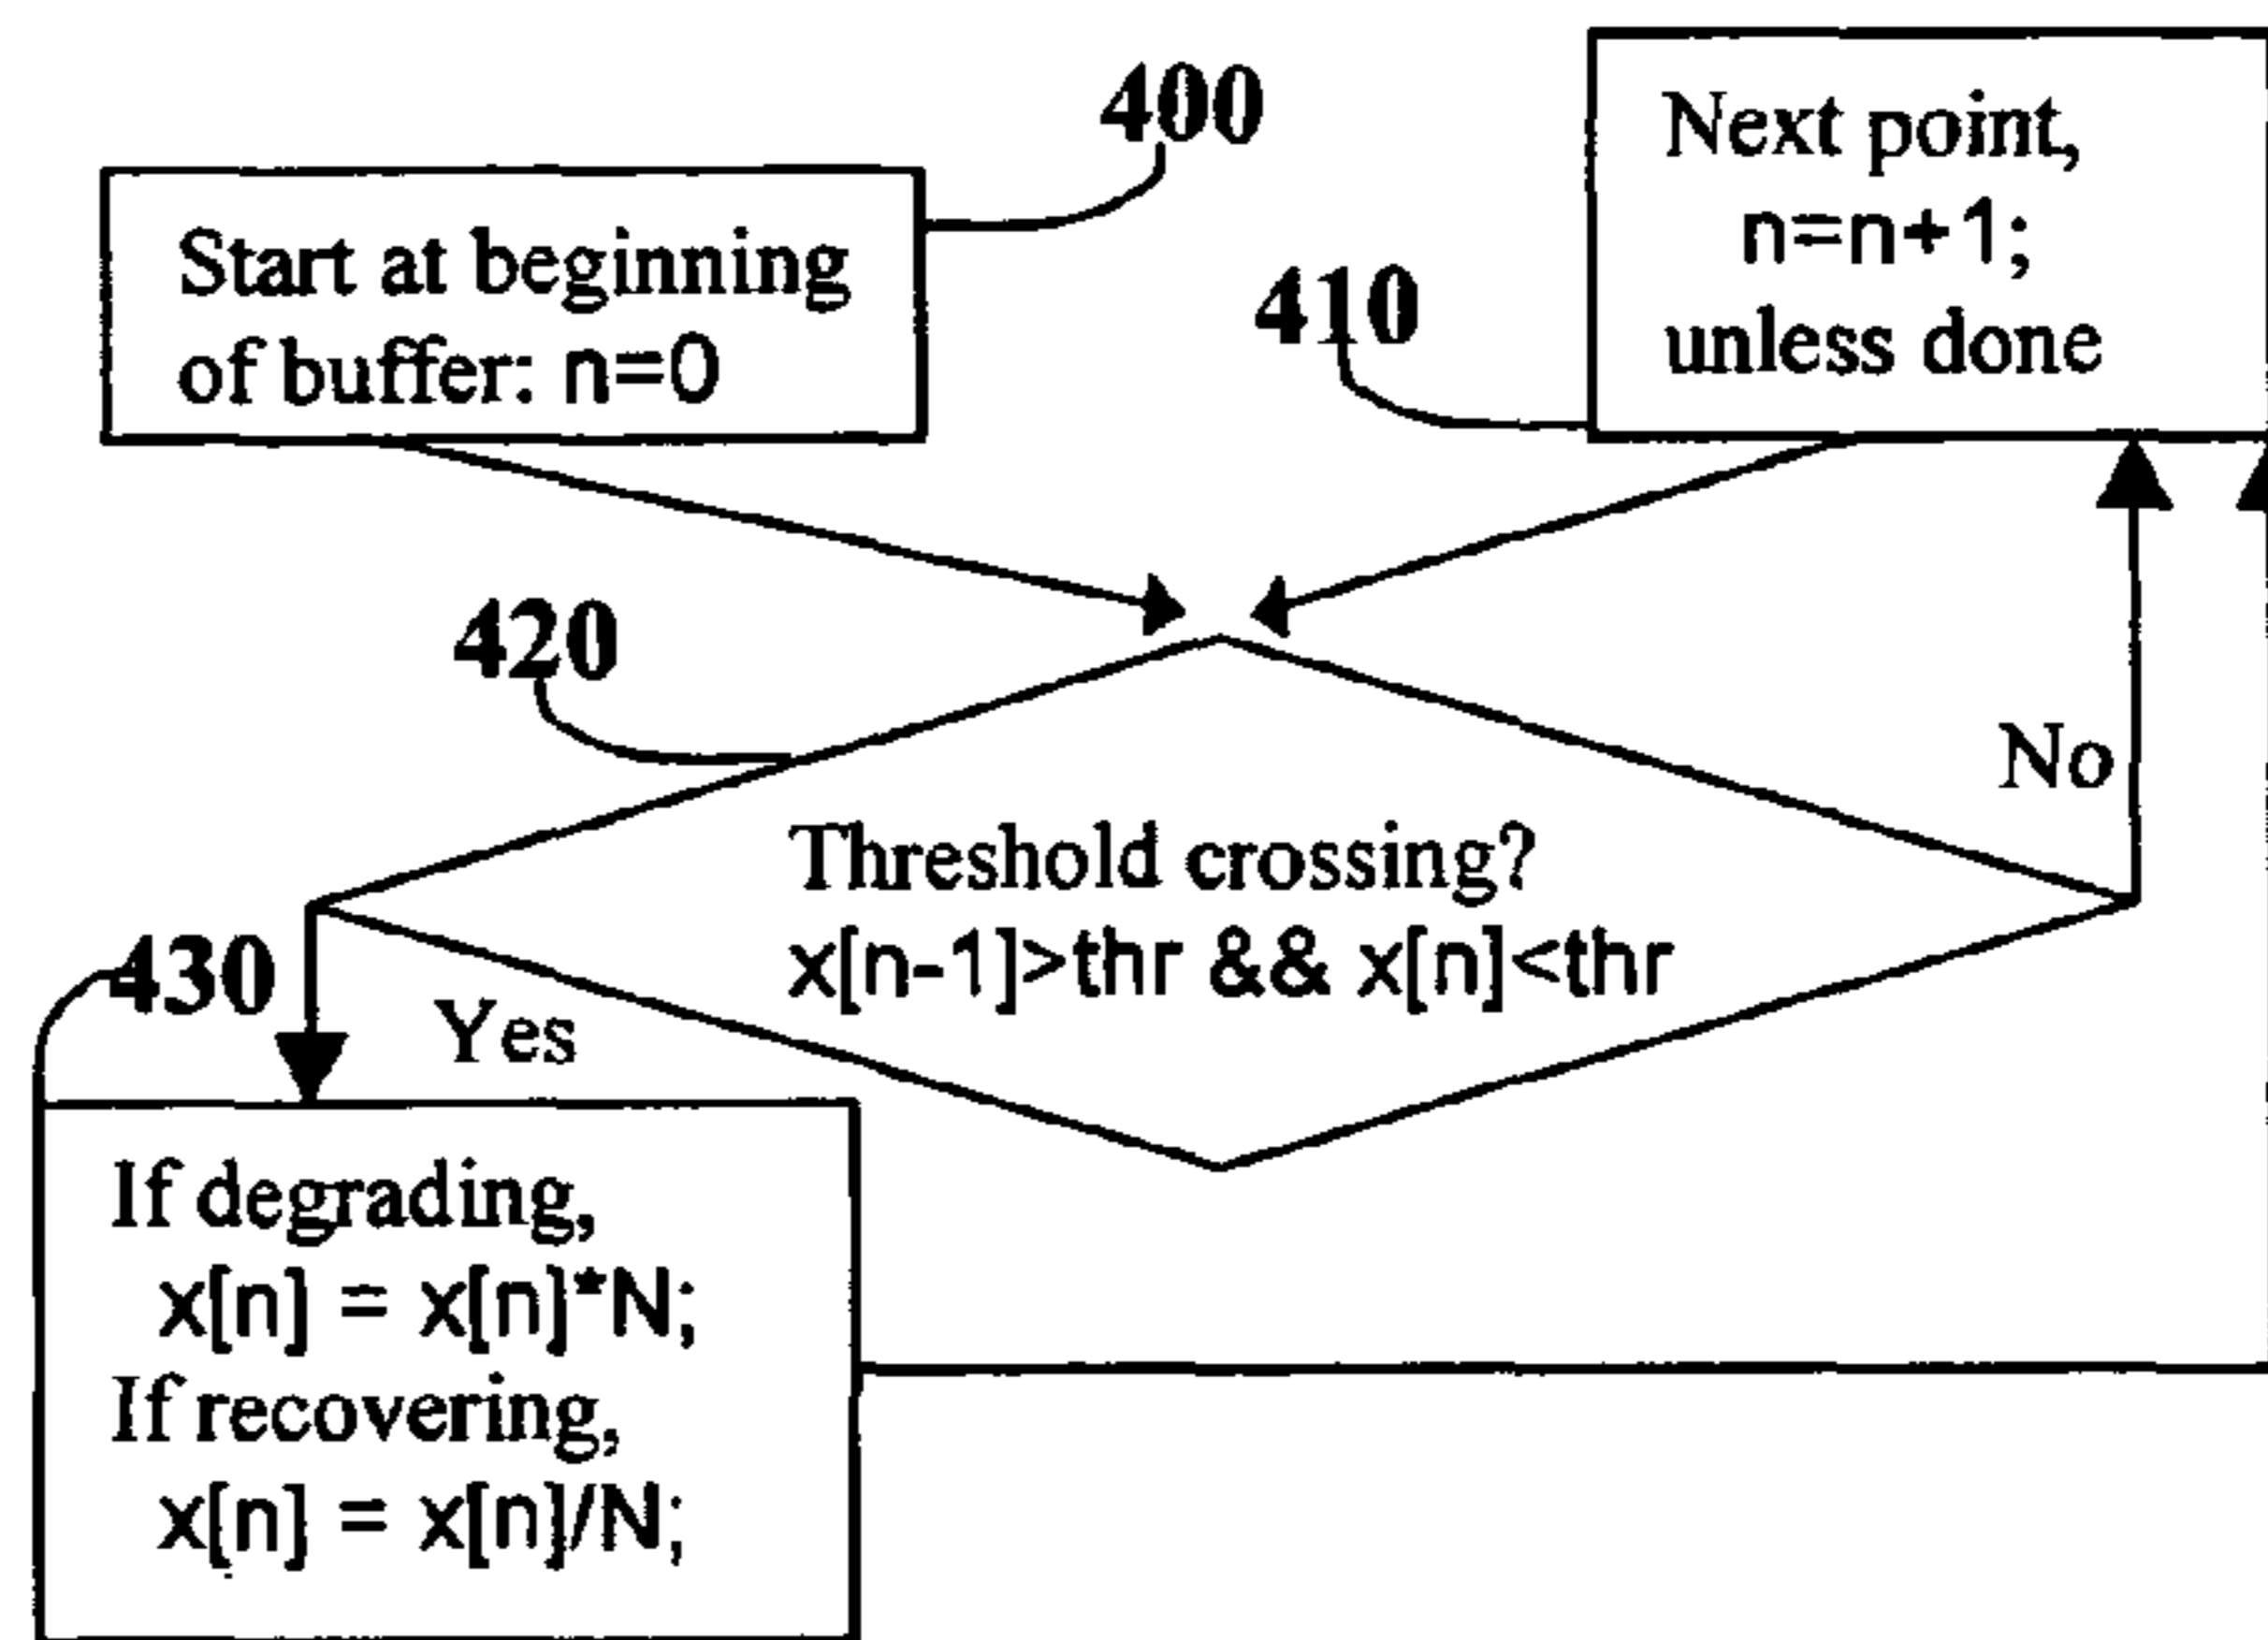 400
Start at beginning
of buffer: n=0
410
Next point,
n=n+1;
unless done
420
Threshold crossing?
x[n-1]>thr && x[n]<thr
No
430
Yes
If degrading,
x[n] = x[n]*N;
If recovering,
x[n] = x[n]/N;